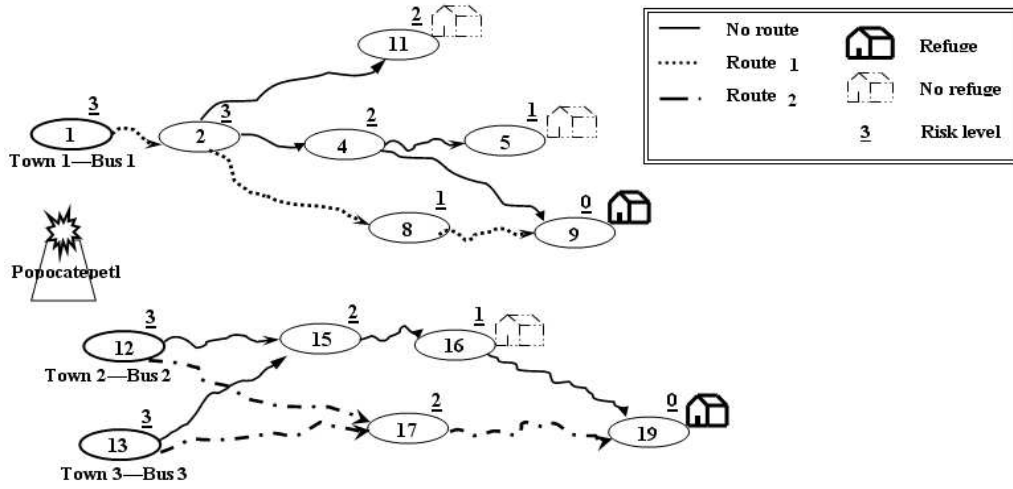 2
11
No route
Refuge
Route 1
No refuge
Route 2
3 Risk level
3
1
Town 1—Bus 1
3
2
2
4
1
5
1
8
0
9
Popocatepetl
3
12
Town 2—Bus 2
2
15
1
16
3
13
Town 3—Bus 3
2
17
0
19